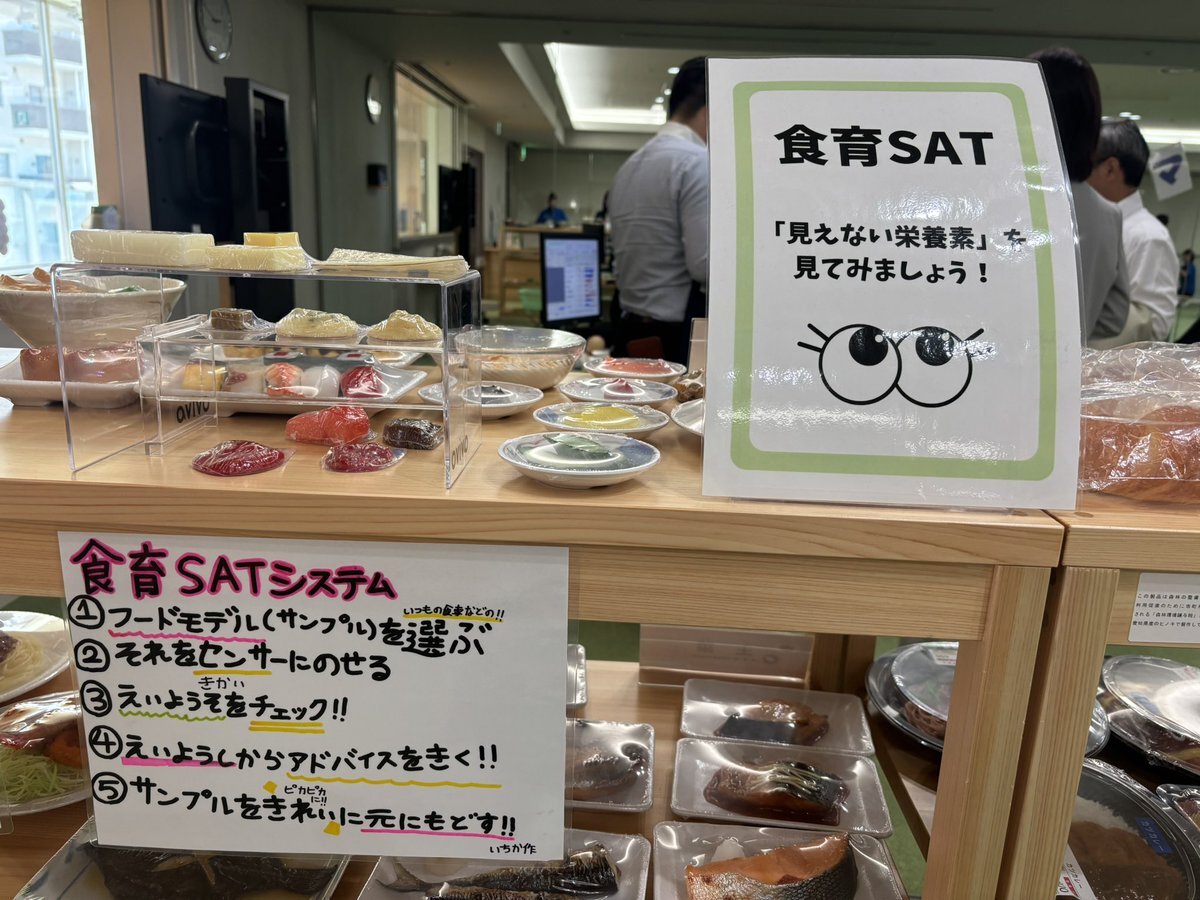 食育SAT
「見えない栄養素」を
見てみましょう！
食育SATシステム
いつもの食事などの!!
①フードモデル(サンプル)を選ぶ
②それをセンサーにのせる
きかい
③えいようそをチェック!!
④えいようしからアドバイスをきく!!
ピカピカに!!
⑤サンプルをきれいに元にもどす!!
いちか作